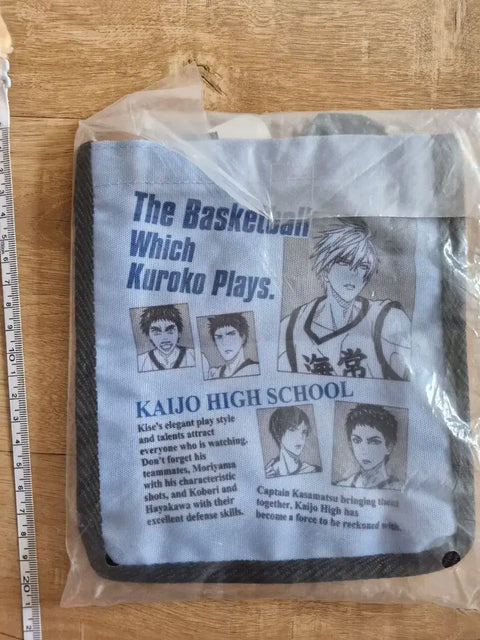 The Basketball
Which
Kuroko Plays.
海常
KAIJO HIGH SCHOOL
Kise's elegant play style
and talents attract
everyone who is watching.
Don't forget his
teammates, Moriyama
with his characteristic
shots, and Kobori and
Hayakawa with their
excellent defense skills.
Captain Kasamatsu bringing them
together, Kaijo High has
become a force to be reckoned with.